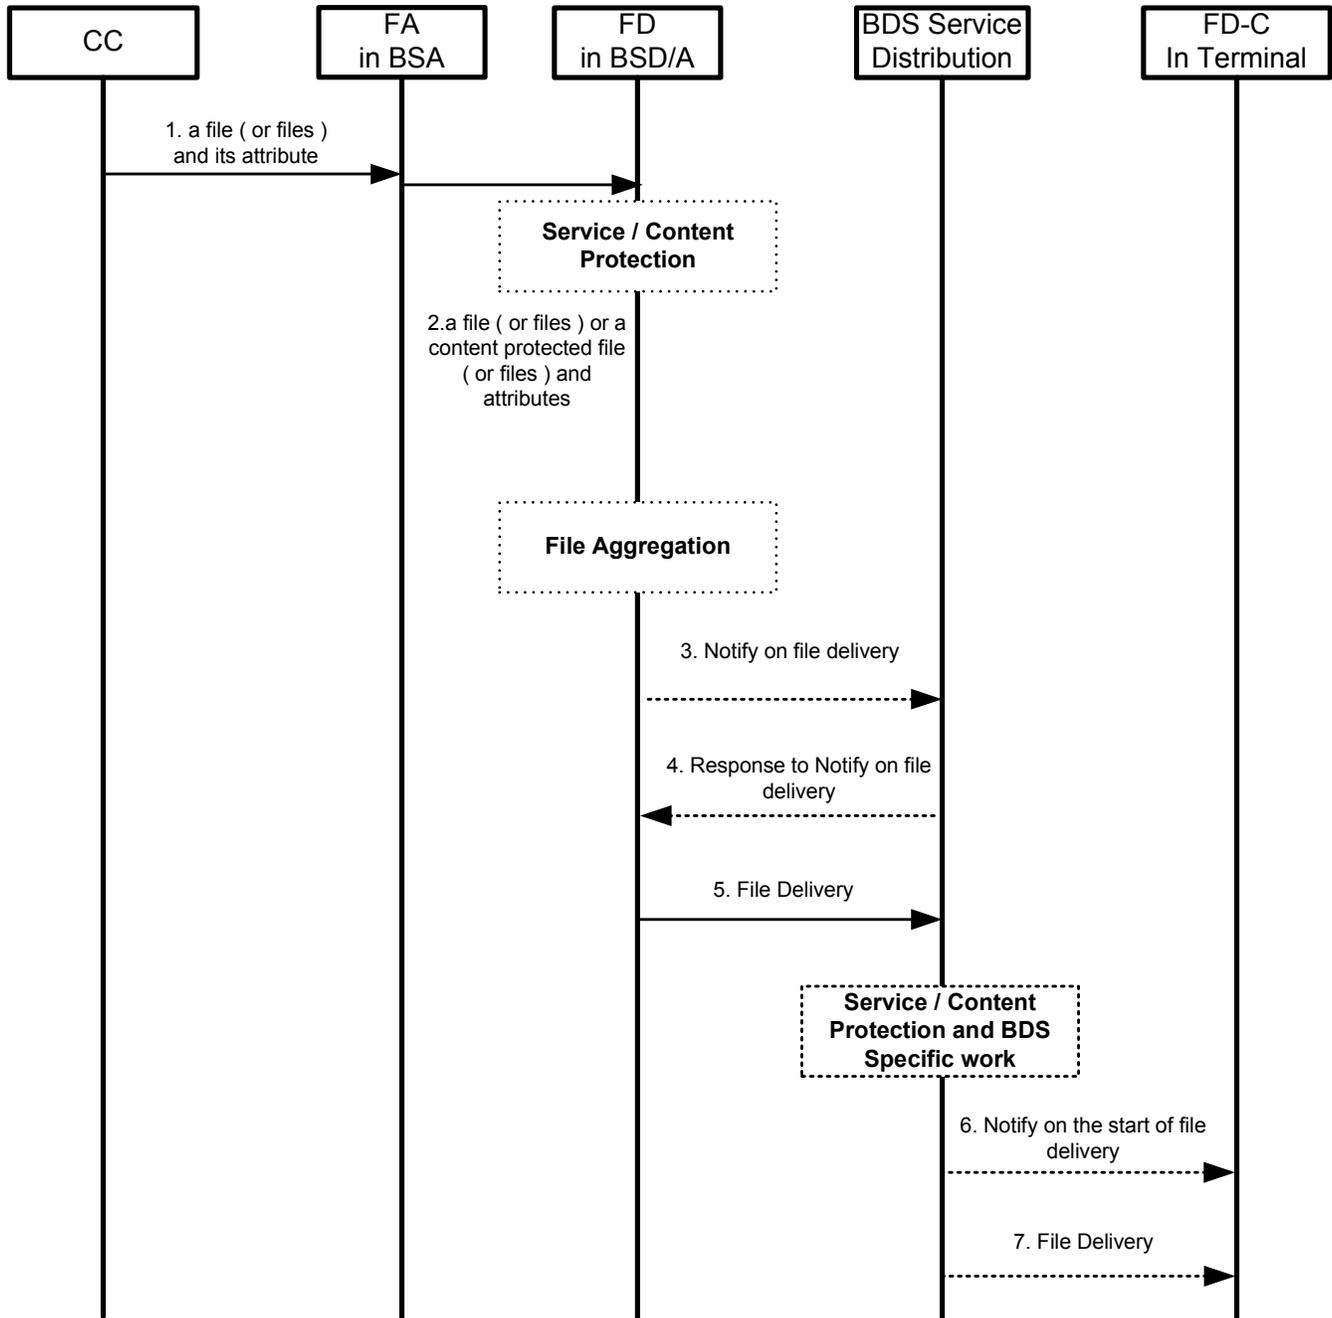 CC
FA
in BSA
FD
in BSD/A
BDS Service
Distribution
FD-C
In Terminal
1. a file ( or files )
and its attribute
Service / Content
Protection
2.a file ( or files ) or a
content protected file
( or files ) and
attributes
File Aggregation
3. Notify on file delivery
4. Response to Notify on file
delivery
5. File Delivery
Service / Content
Protection and BDS
Specific work
6. Notify on the start of file
delivery
7. File Delivery